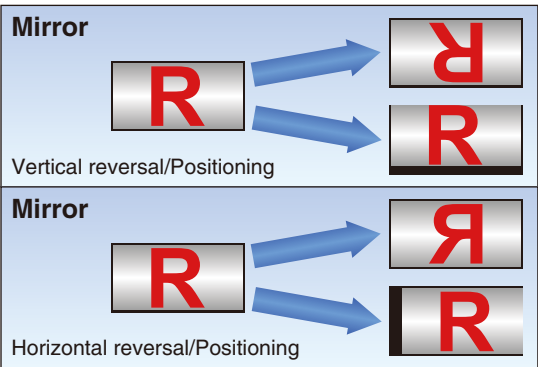 Mirror
R
ꓤ
R
Vertical reversal/Positioning
Mirror
R
Я
R
Horizontal reversal/Positioning